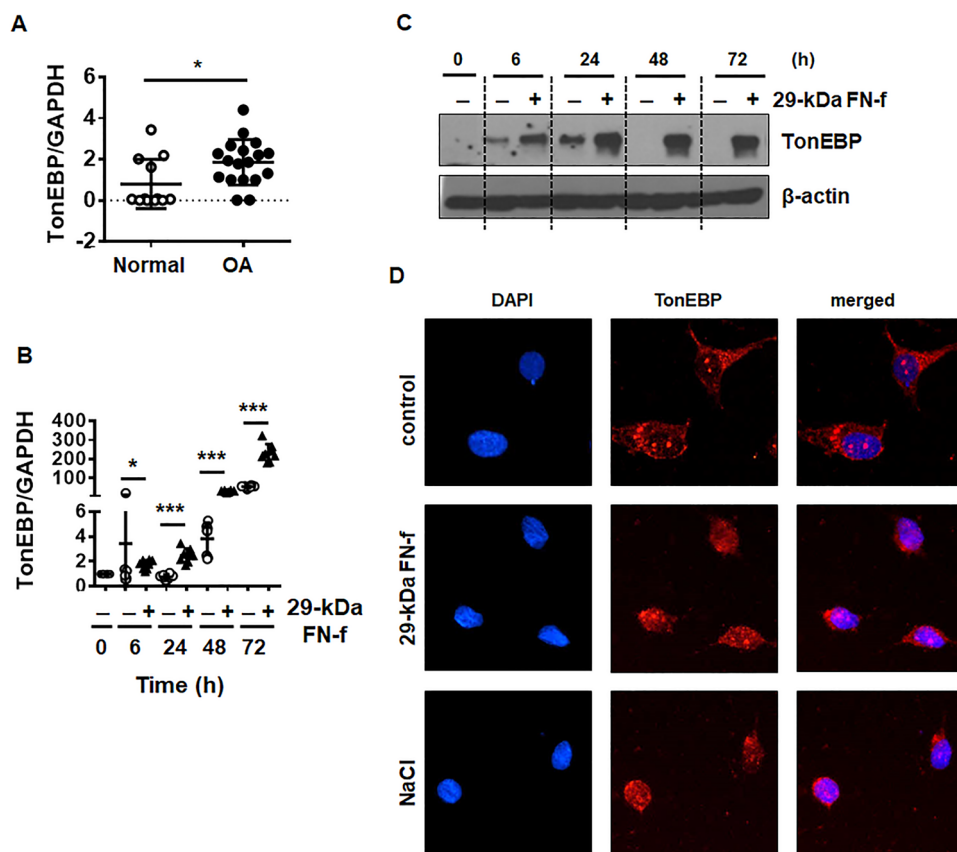 A
*
TonEBP/GAPDH
6
4
2
0
-2
Normal OA
B
TonEBP/GAPDH
400
300
200
100
6
4
2
0
* *** *** ***
– – + – + – + – + 29-kDa
FN-f
0 6 24 48 72
Time (h)
C
0 6 24 48 72 (h)
– – + – + – + – + 29-kDa FN-f
TonEBP
β-actin
D
DAPI TonEBP merged
control
29-kDa FN-f
NaCl